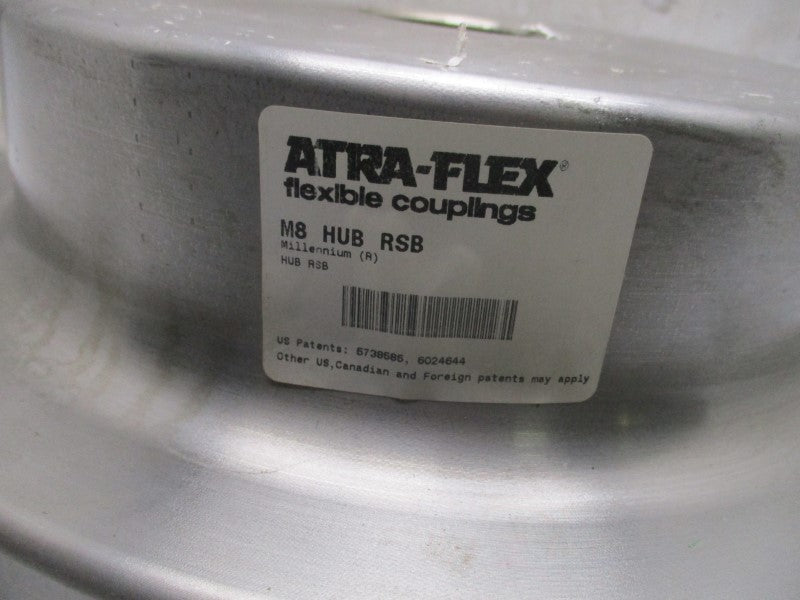 ATRA-FLEX®
flexible couplings
M8 HUB RSB
Millennium (R)
HUB RSB
US Patents: 5738585, 6024644
Other US,Canadian and Foreign patents may apply